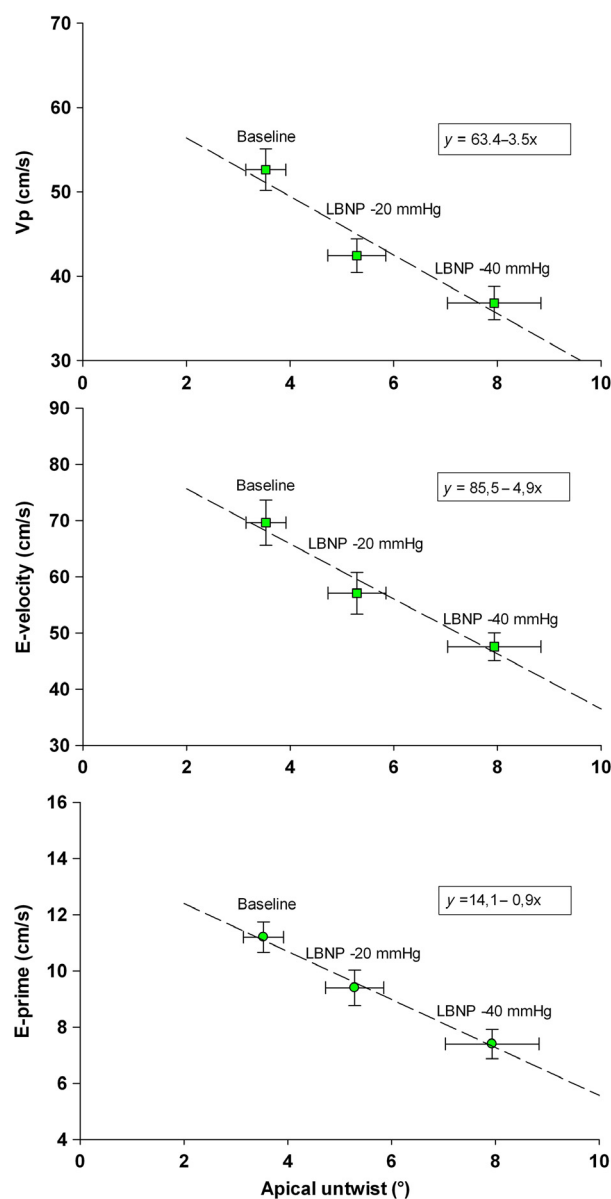 70
60
50
40
30
Vp (cm/s)
Baseline
LBNP -20 mmHg
LBNP -40 mmHg
y = 63.4–3.5x
0 2 4 6 8 10
90
80
70
60
50
40
30
E-velocity (cm/s)
Baseline
LBNP -20 mmHg
LBNP -40 mmHg
y = 85,5 – 4,9x
0 2 4 6 8 10
16
14
12
10
8
6
4
E-prime (cm/s)
Baseline
LBNP -20 mmHg
LBNP -40 mmHg
y =14,1 – 0,9x
0 2 4 6 8 10
Apical untwist (°)